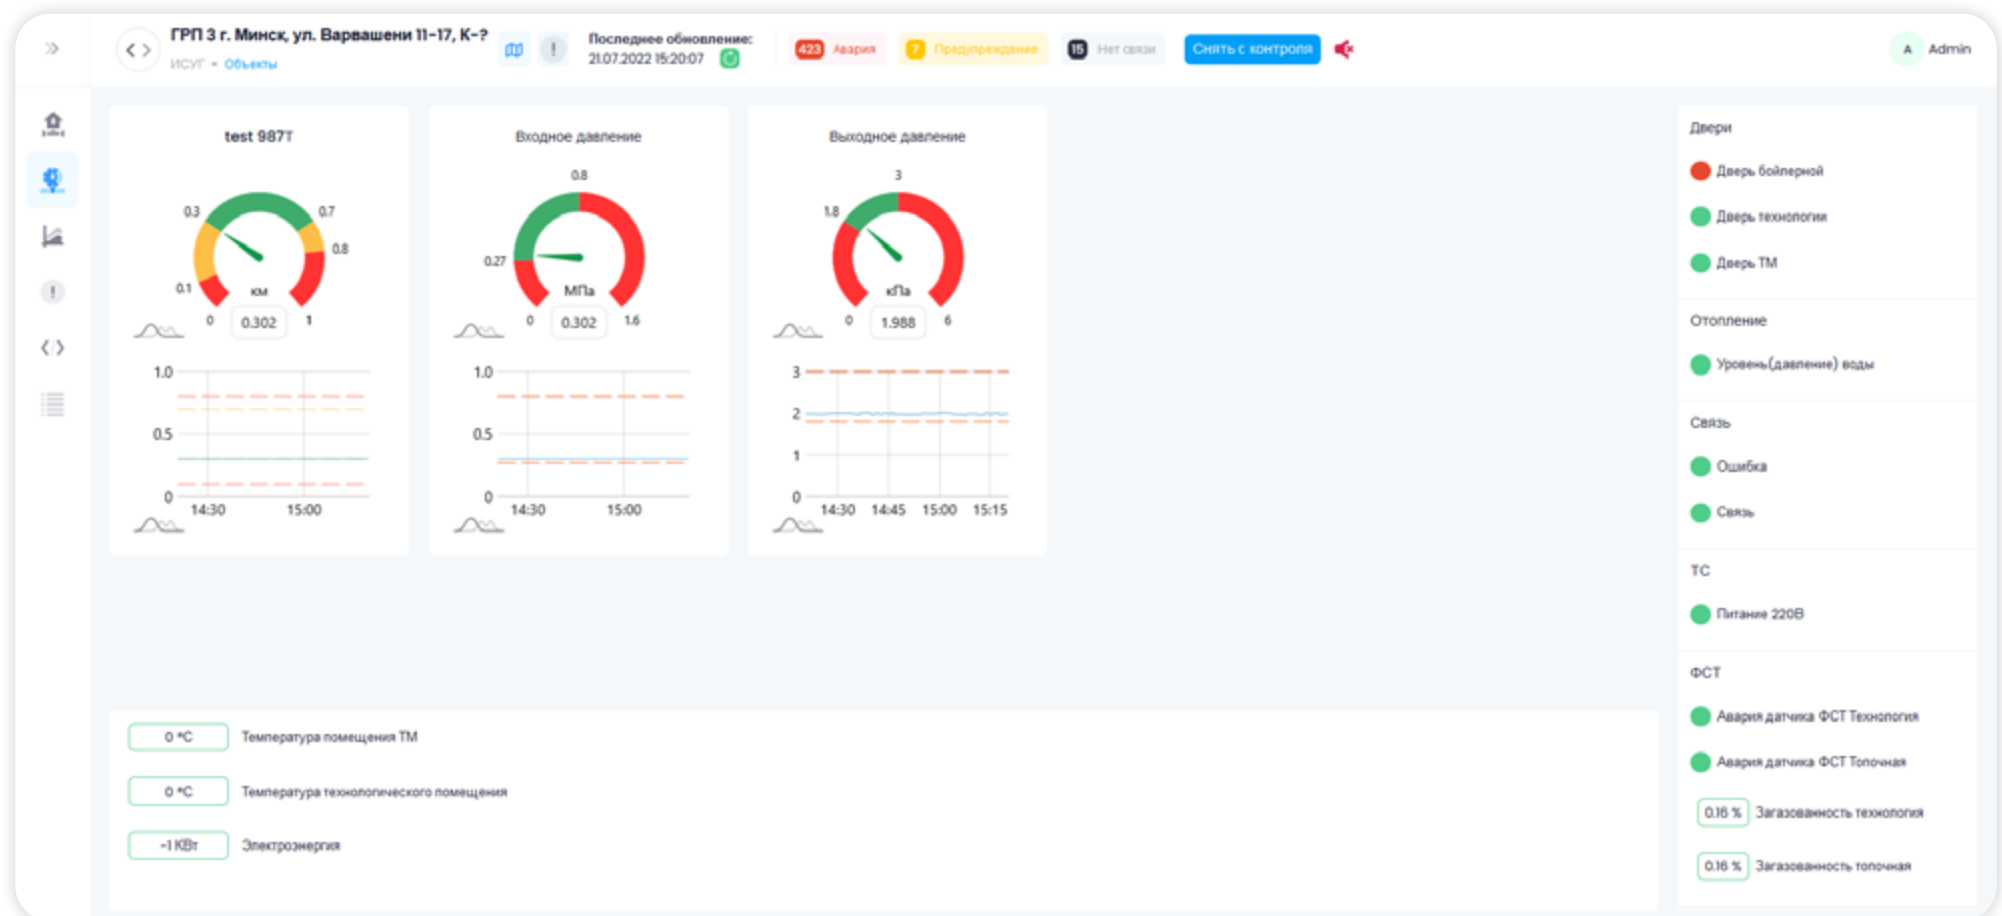 ГРП 3 г. Минск, ул. Варвашени 11-17, К-?
ИСУГ - Объекты
Последнее обновление:
21.07.2022 15:20:07
423 Авария
7 Предупреждение
15 Нет связи
Снять с контроля
A Admin
test 987Т
0.3
0.7
0.8
0.1
км
0
0.302
1
1.0
0.5
0
14:30 15:00
Входное давление
0.8
0.27
МПа
0
0.302
1.6
1.0
0.5
0
14:30 15:00
Выходное давление
3
1.8
кПа
0
1.988
6
3
2
1
0
14:30 14:45 15:00 15:15
0 °C Температура помещения ТМ
0 °C Температура технологического помещения
-1 КВт Электроэнергия
Двери
Дверь бойлерной
Дверь технологии
Дверь ТМ
Отопление
Уровень(давление) воды
Связь
Ошибка
Связь
ТС
Питание 220В
ФСТ
Авария датчика ФСТ Технология
Авария датчика ФСТ Топочная
0.16 % Загазованность технология
0.16 % Загазованность топочная